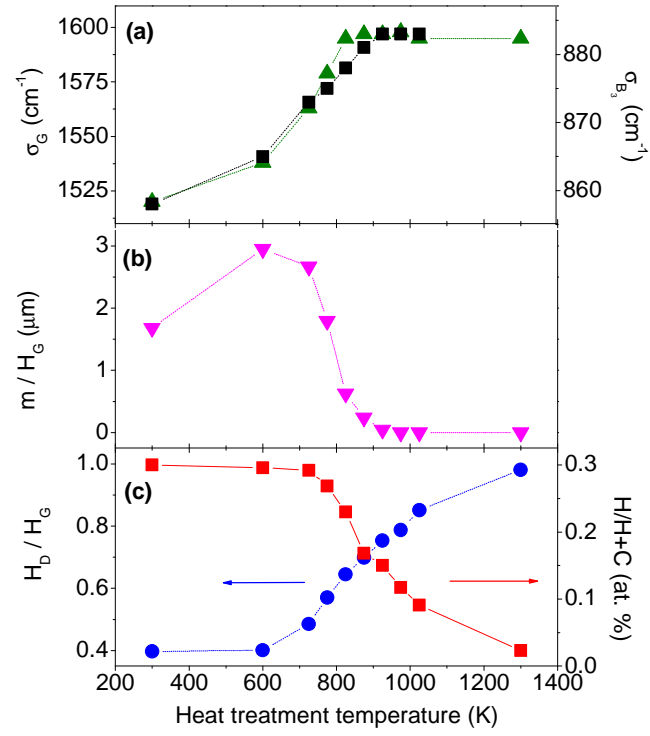 (a)
1600
1575
1550
1525
σG (cm-1)
880
870
860
σB3 (cm-1)
(b)
3
2
1
0
m / HG (μm)
(c)
1.0
0.8
0.6
0.4
HD / HG
0.3
0.2
0.1
0.0
H/H+C (at. %)
200 400 600 800 1000 1200 1400
Heat treatment temperature (K)